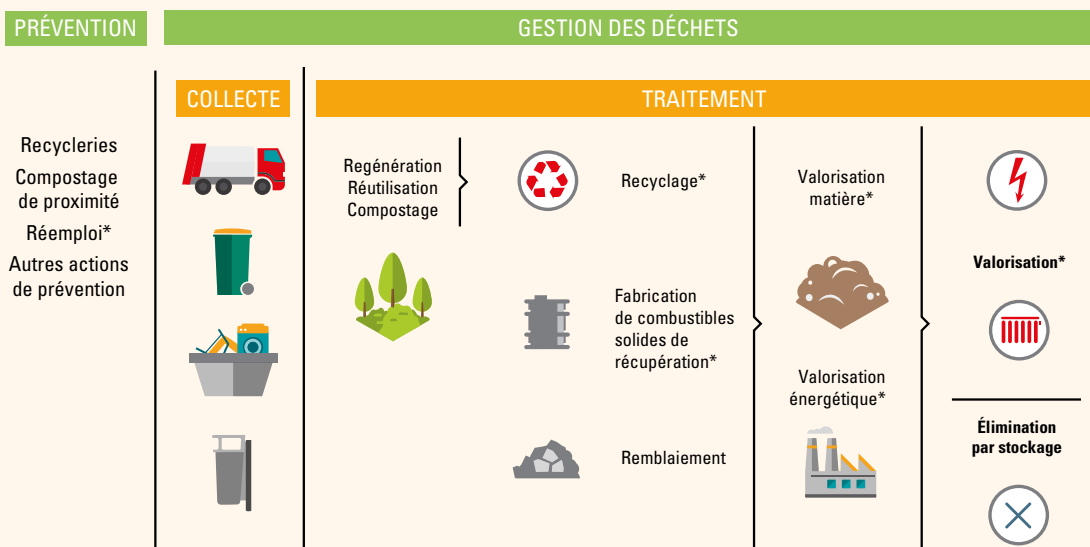 PRÉVENTION
GESTION DES DÉCHETS
COLLECTE
TRAITEMENT
Recycleries
Compostage
de proximité
Réemploi*
Autres actions
de prévention
Regénération
Réutilisation
Compostage
Recyclage*
Fabrication
de combustibles
solides de
récupération*
Remblaiement
Valorisation
matière*
Valorisation
énergétique*
Valorisation*
Élimination
par stockage